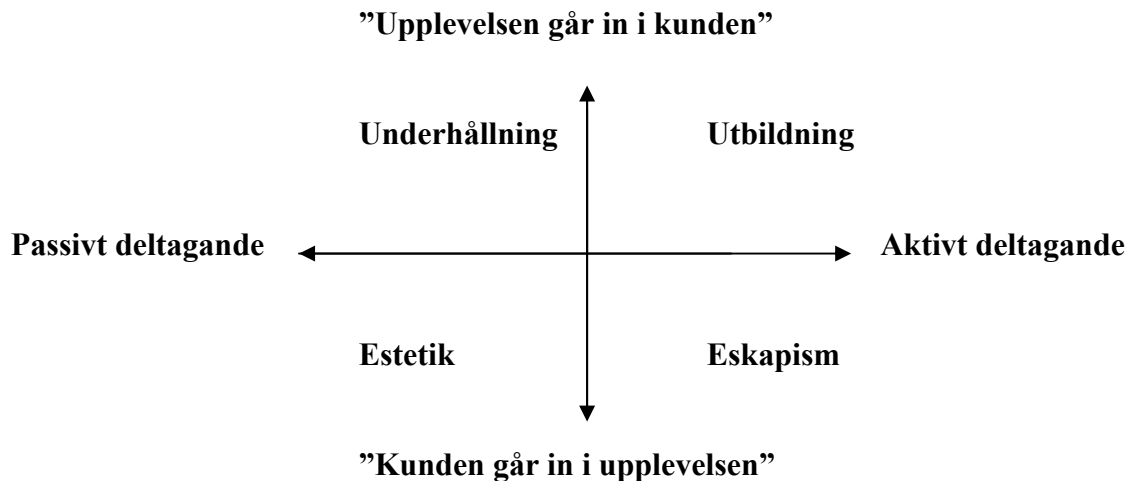 ”Upplevelsen går in i kunden”
Underhållning Utbildning
Passivt deltagande Aktivt deltagande
Estetik Eskapism
”Kunden går in i upplevelsen”